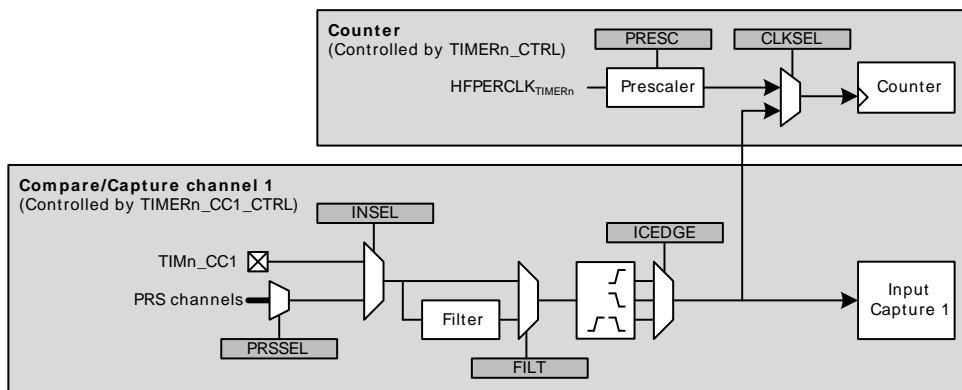 Counter
(Controlled by TIMERn_CTRL)
PRESC
CLKSEL
HFPERCLKTIMERn
Prescaler
Counter
Compare/Capture channel 1
(Controlled by TIMERn_CC1_CTRL)
INSEL
ICEDGE
TIMn_CC1
PRS channels
Filter
Input
Capture 1
PRSSEL
FILT